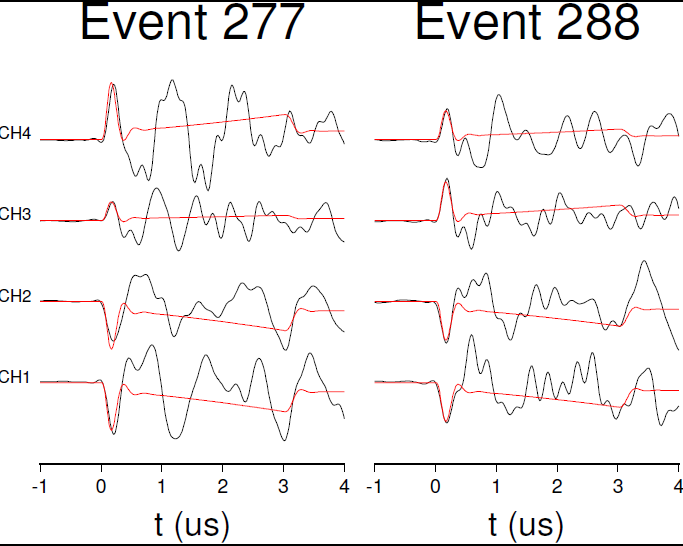 Event 277 Event 288
CH4
CH3
CH2
CH1
-1 0 1 2 3 4 -1 0 1 2 3 4
t (us) t (us)